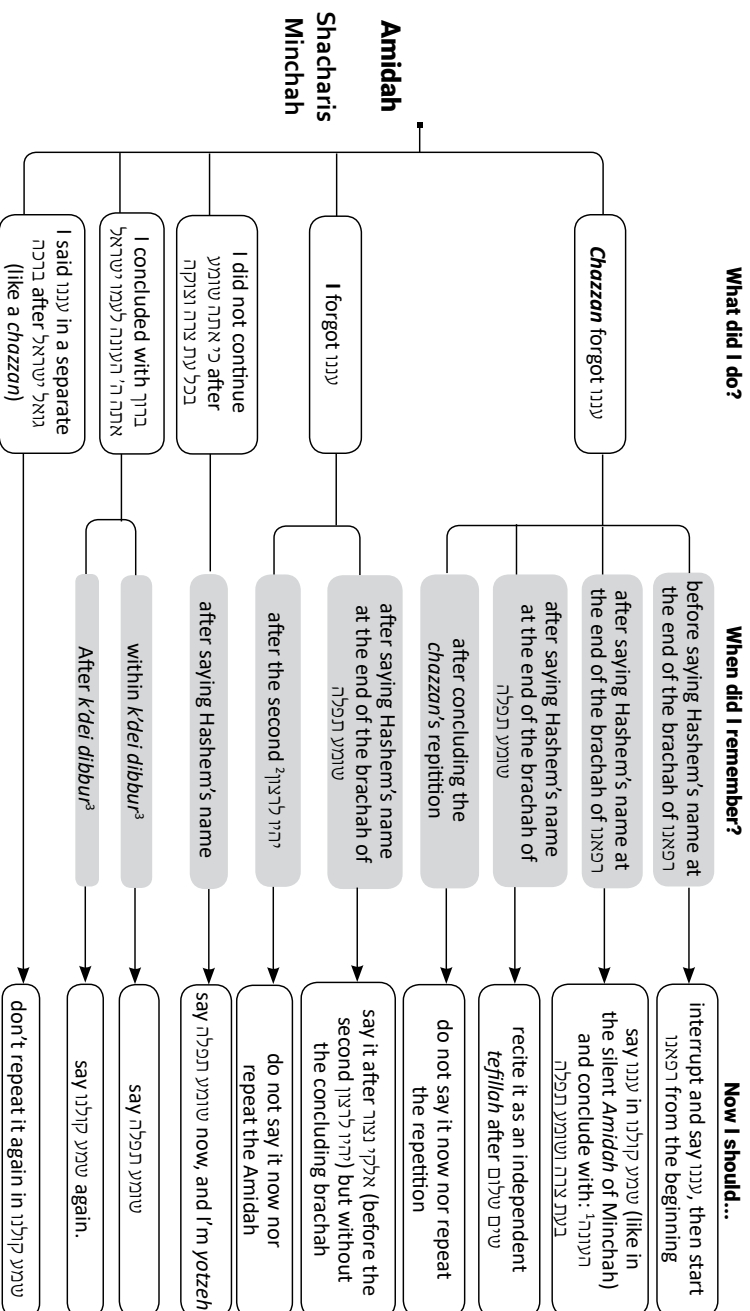 What did I do?
When did I remember?
Now I should....
Amidah
Shacharis
Minchah
Chazzan forgot עננו
before saying Hashem's name at
the end of the brachah of רפאנו
interrupt and say עננו, then start
רפאנו from the beginning
after saying Hashem's name at
the end of the brachah of רפאנו
say עננו in שמע קולנו (like in
the silent Amidah of Minchah)
and conclude with: העונה¹
בעת צרה ושומע תפלה
after saying Hashem's name
at the end of the brachah of
שומע תפלה
recite it as an independent
tefillah after שים שלום
after concluding the
chazzan's repitition
do not say it now nor repeat
the repetition
I forgot עננו
after saying Hashem's name
at the end of the brachah of
שומע תפלה
say it after אלקי נצור (before the
second יהיו לרצון) but without
the concluding brachah
after the second יהיו לרצון²
do not say it now nor
repeat the Amidah
I did not continue
after כי אתה שומע
בכל עת צרה וצוקה
after saying Hashem's name
say שומע תפלה now, and I'm yotzeh
I concluded with ברוך
אתה ה' העונה לעמו ישראל
within k'dei dibbur³
say שומע תפלה
After k'dei dibbur³
say שמע קולנו again.
I said עננו in a separate
ברכה after גואל ישראל
(like a chazzan)
don't repeat it again in שמע קולנו